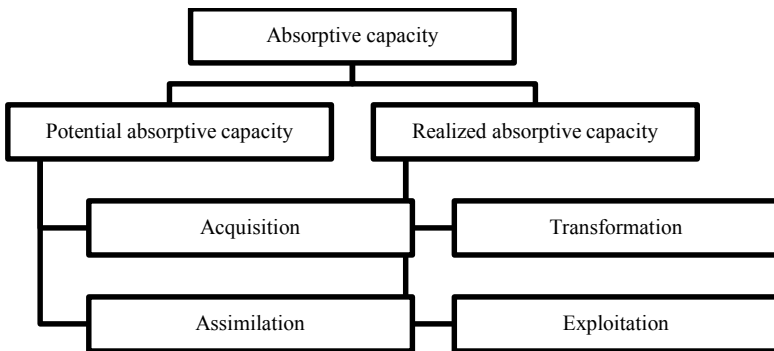 Absorptive capacity
Potential absorptive capacity
Realized absorptive capacity
Acquisition
Transformation
Assimilation
Exploitation